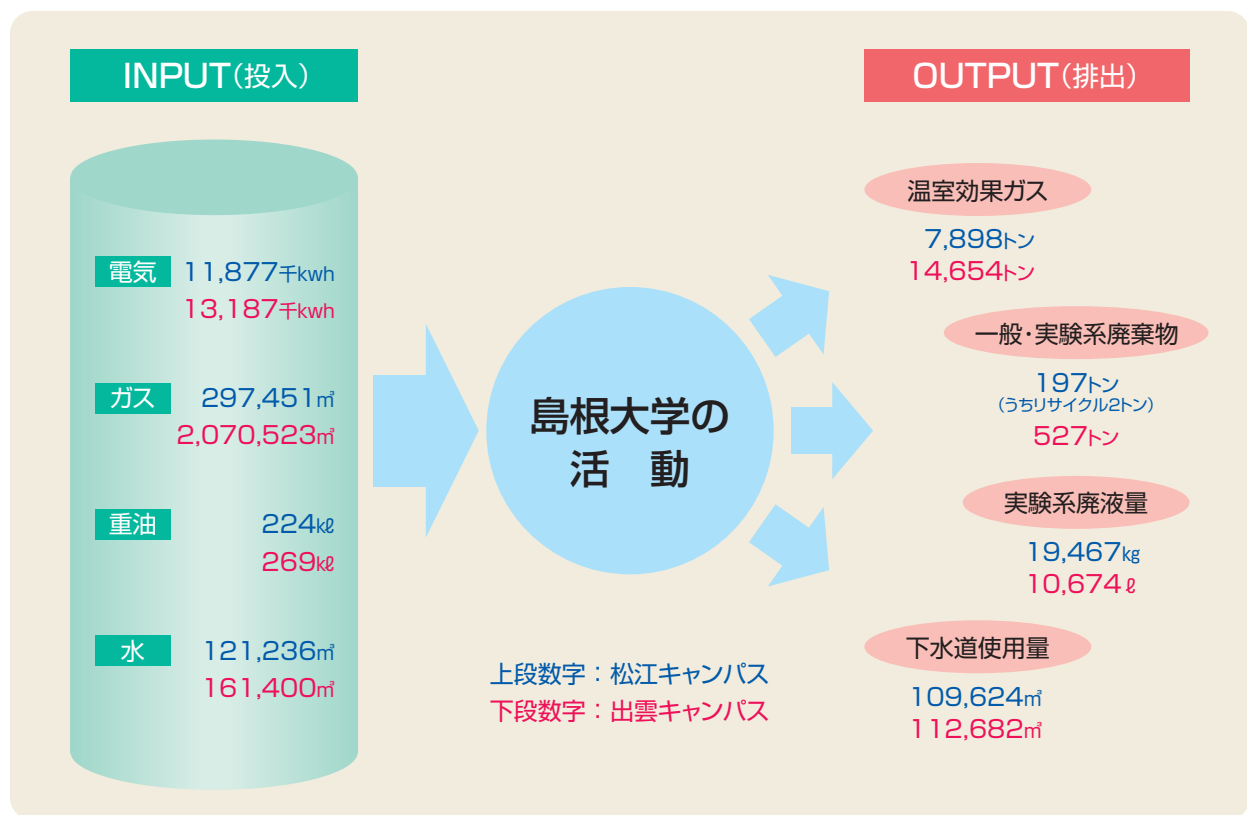 INPUT(投入)
電気 11,877千kwh
13,187千kwh
ガス 297,451㎥
2,070,523㎥
重油 224kℓ
269kℓ
水 121,236㎥
161,400㎥
島根大学の
活 動
上段数字：松江キャンパス
下段数字：出雲キャンパス
OUTPUT(排出)
温室効果ガス
7,898トン
14,654トン
一般・実験系廃棄物
197トン
(うちリサイクル2トン)
527トン
実験系廃液量
19,467kg
10,674ℓ
下水道使用量
109,624㎥
112,682㎥